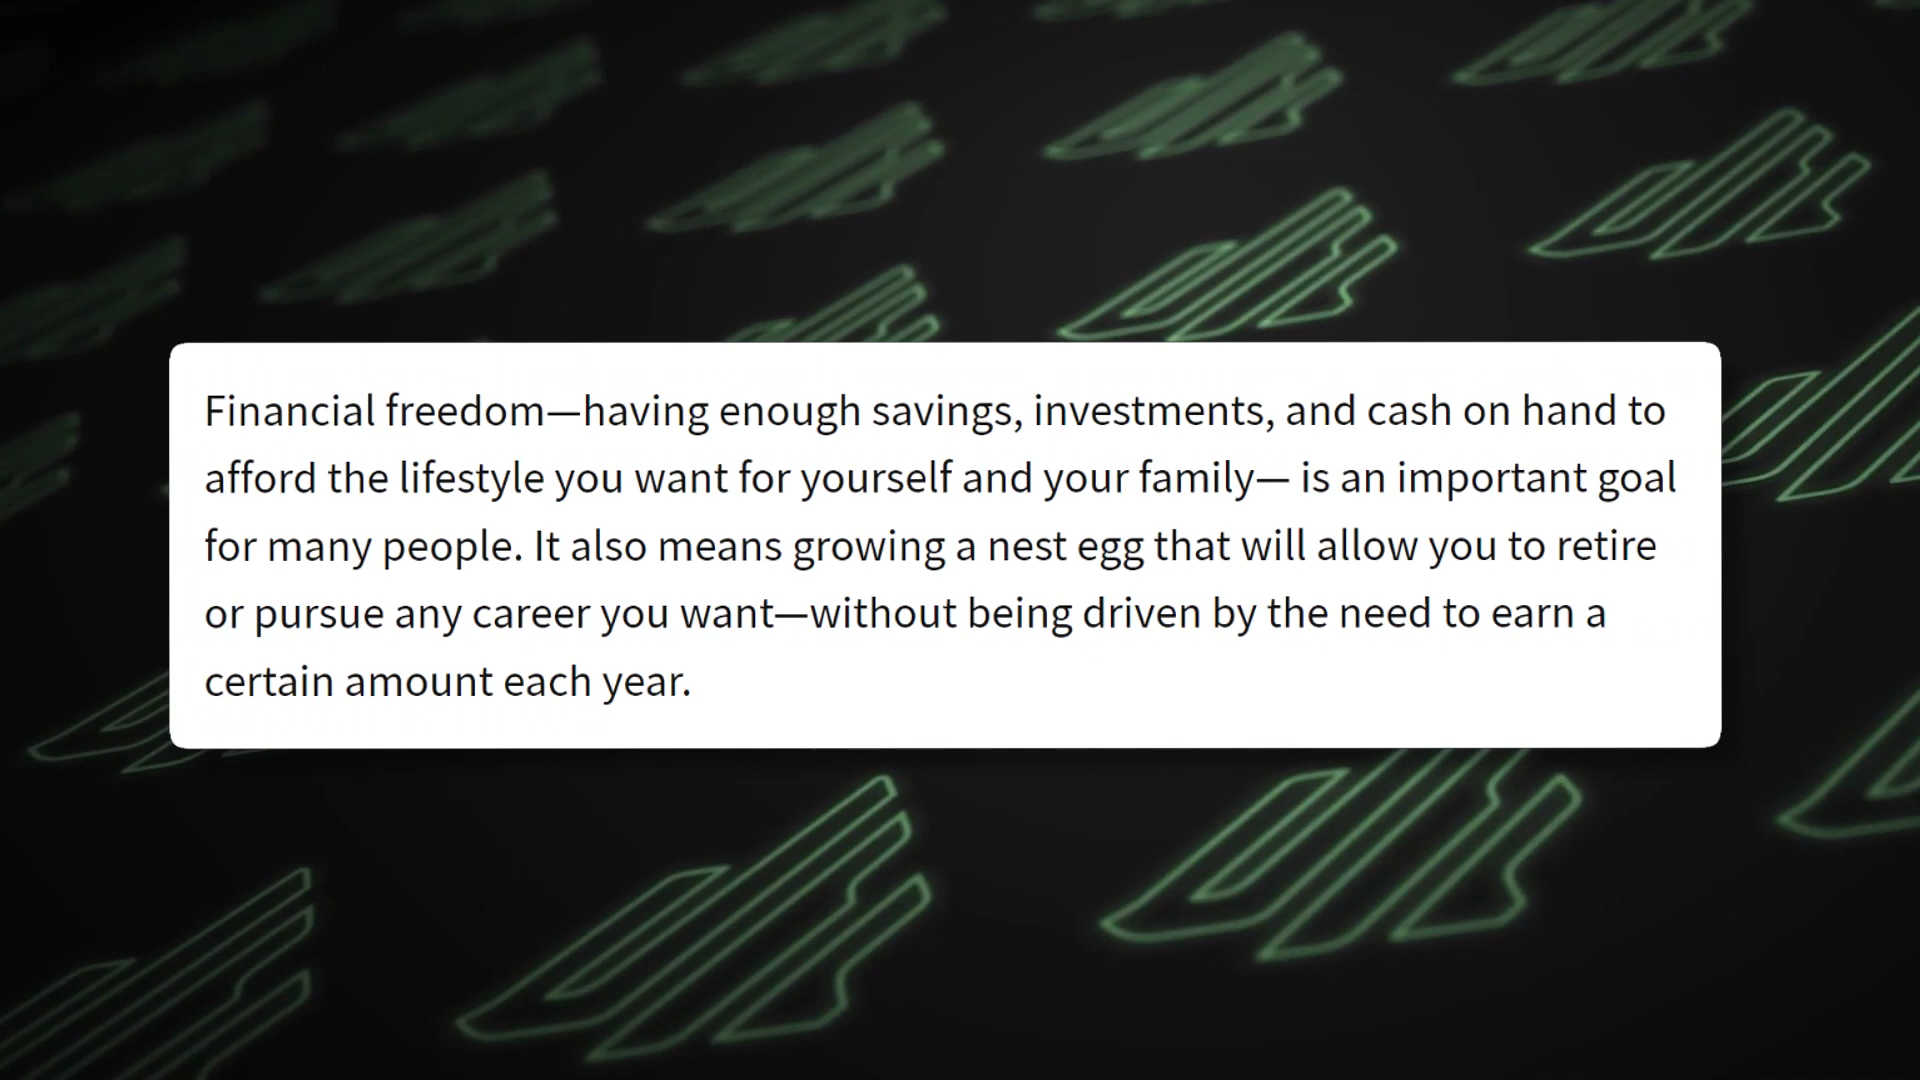 Financial freedom—having enough savings, investments, and cash on hand to
afford the lifestyle you want for yourself and your family— is an important goal
for many people. It also means growing a nest egg that will allow you to retire
or pursue any career you want—without being driven by the need to earn a
certain amount each year.